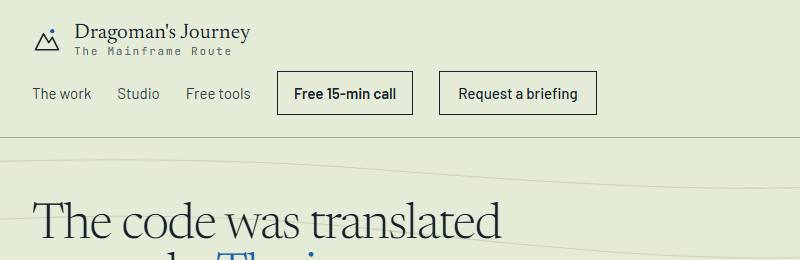 Dragoman's Journey
The Mainframe Route
The work Studio Free tools Free 15-min call Request a briefing
The code was translated